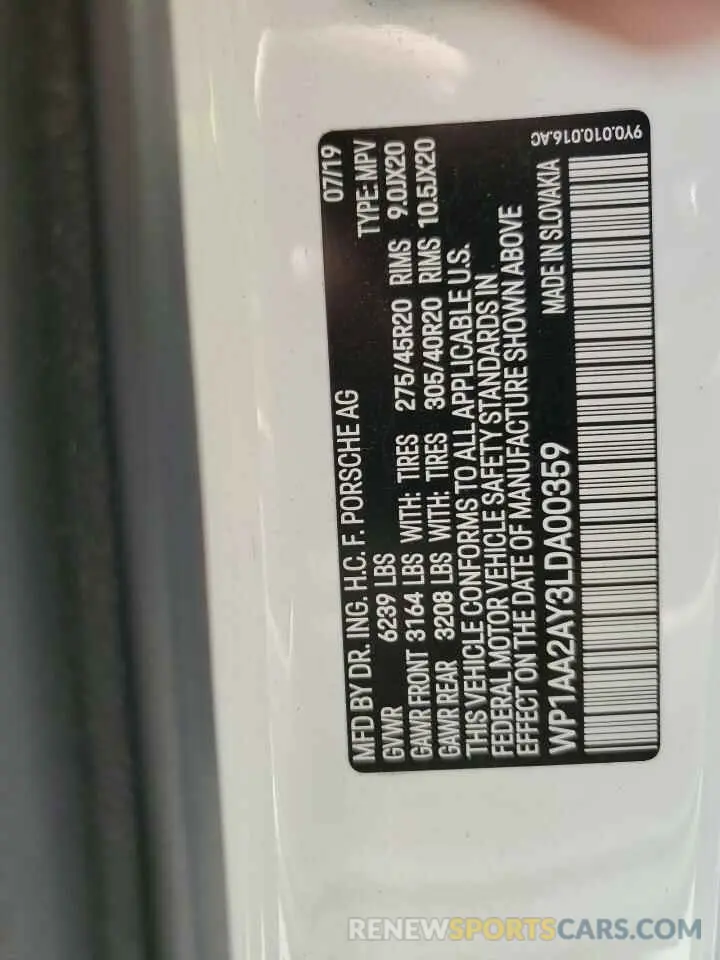 MFD BY DR. ING. H.C. F. PORSCHE AG 07/19
GVWR 6239 LBS TYPE: MPV
GAWR FRONT 3164 LBS WITH: TIRES 275/45R20 RIMS 9.0JX20
GAWR REAR 3208 LBS WITH: TIRES 305/40R20 RIMS 10.5JX20
THIS VEHICLE CONFORMS TO ALL APPLICABLE U.S.
FEDERAL MOTOR VEHICLE SAFETY STANDARDS IN
EFFECT ON THE DATE OF MANUFACTURE SHOWN ABOVE
WP1AA2AY3LDA00359 MADE IN SLOVAKIA
9Y0.010.016.AC
RENEWSPORTSCARS.COM